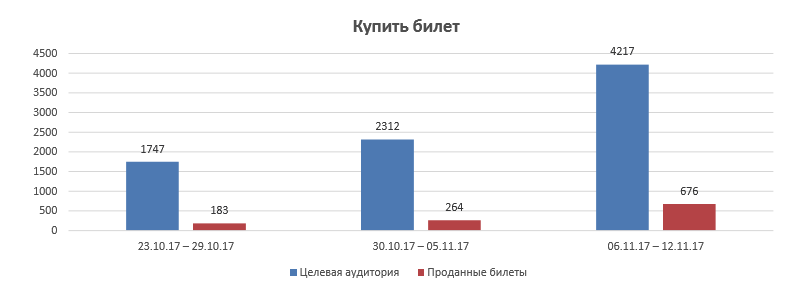 Купить билет
4500
4000
3500
3000
2500
2000
1500
1000
500
0
1747
183
2312
264
4217
676
23.10.17 – 29.10.17
30.10.17 – 05.11.17
06.11.17 – 12.11.17
Целевая аудитория
Проданные билеты